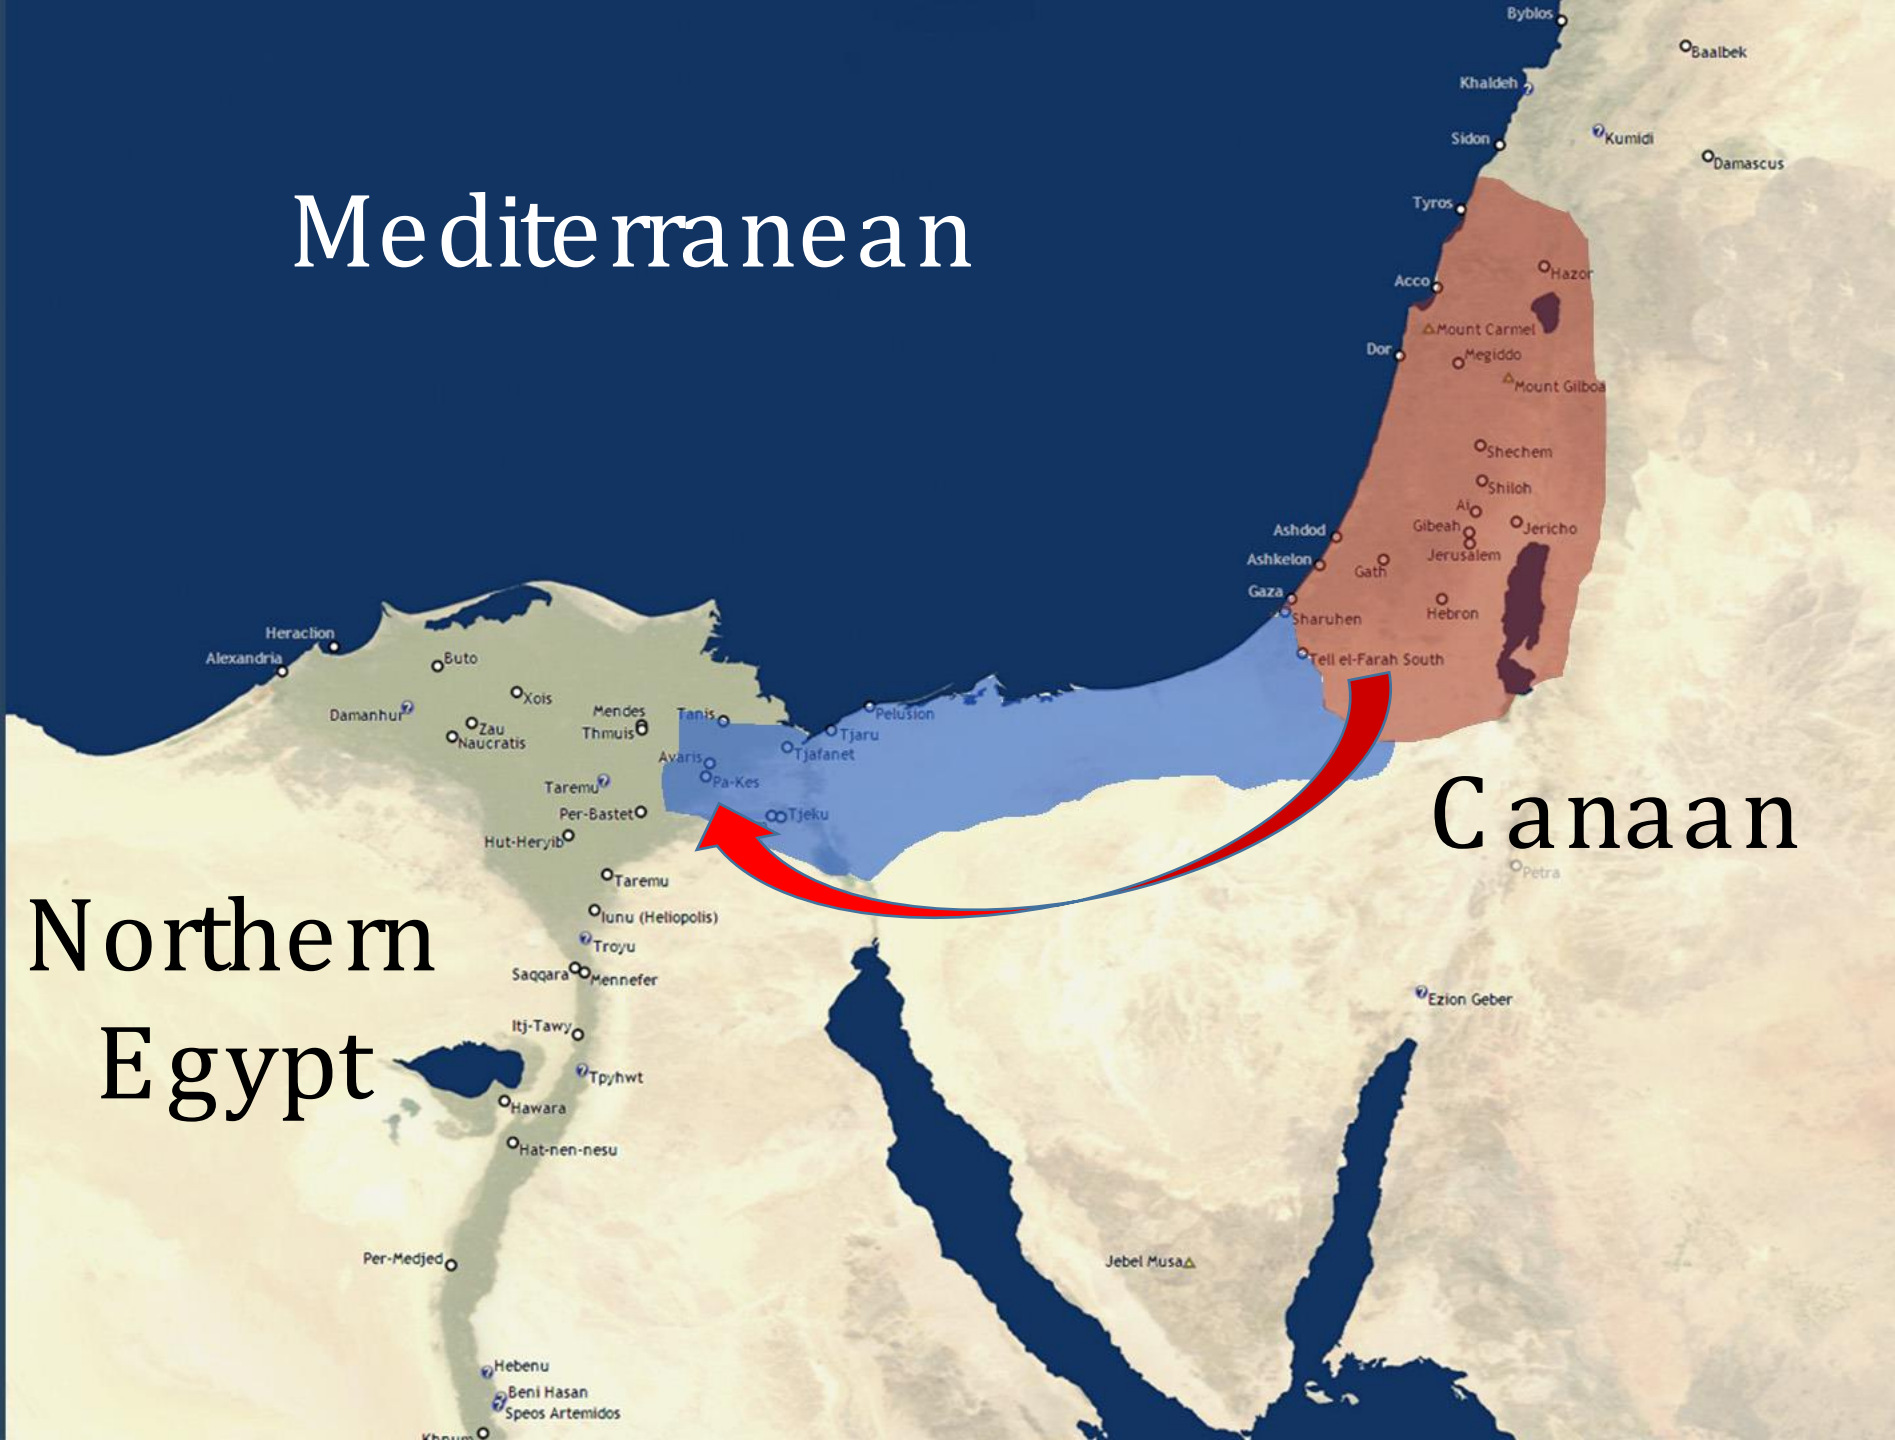 Byblos
Baalbek
Khaldeh
Kumidi
Sidon
Damascus
Tyros
Mediterranean
Hazor
Acco
Mount Carmel
Dor
Megiddo
Mount Gilboa
Shechem
Shiloh
Ai
Gibeah
Jericho
Ashdod
Jerusalem
Ashkelon
Gath
Gaza
Hebron
Sharuhen
Heraclion
Alexandria
Buto
Tell el-Farah South
Xois
Damanhur
Mendes
Tanis
Pelusion
Zau
Thmuis
Tjaru
Naucratis
Avaris
Tjafanet
Pa-Kes
Taremu
Per-Bastet
Tjeku
Canaan
Hut-Heryib
Petra
Taremu
Iunu (Heliopolis)
Northern
Egypt
Troyu
Saqqara
Mennefer
Ezion Geber
Itj-Tawy
Tpyhwt
Hawara
Hat-nen-nesu
Per-Medjed
Jebel Musa
Hebenu
Beni Hasan
Speos Artemidos